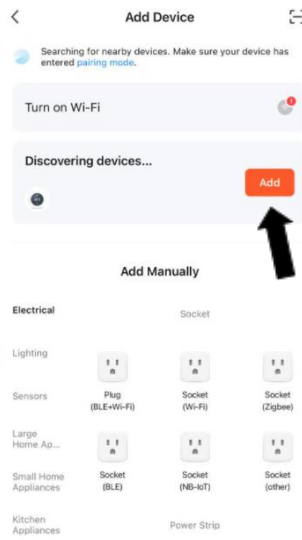 Add Device
Searching for nearby devices. Make sure your device has
entered pairing mode.
Turn on Wi-Fi
Discovering devices...
Add
Add Manually
Electrical
Socket
Lighting
Sensors
Plug
(BLE+Wi-Fi)
Socket
(Wi-Fi)
Socket
(Zigbee)
Large
Home Ap...
Small Home
Appliances
Socket
(BLE)
Socket
(NB-IoT)
Socket
(other)
Kitchen
Appliances
Power Strip